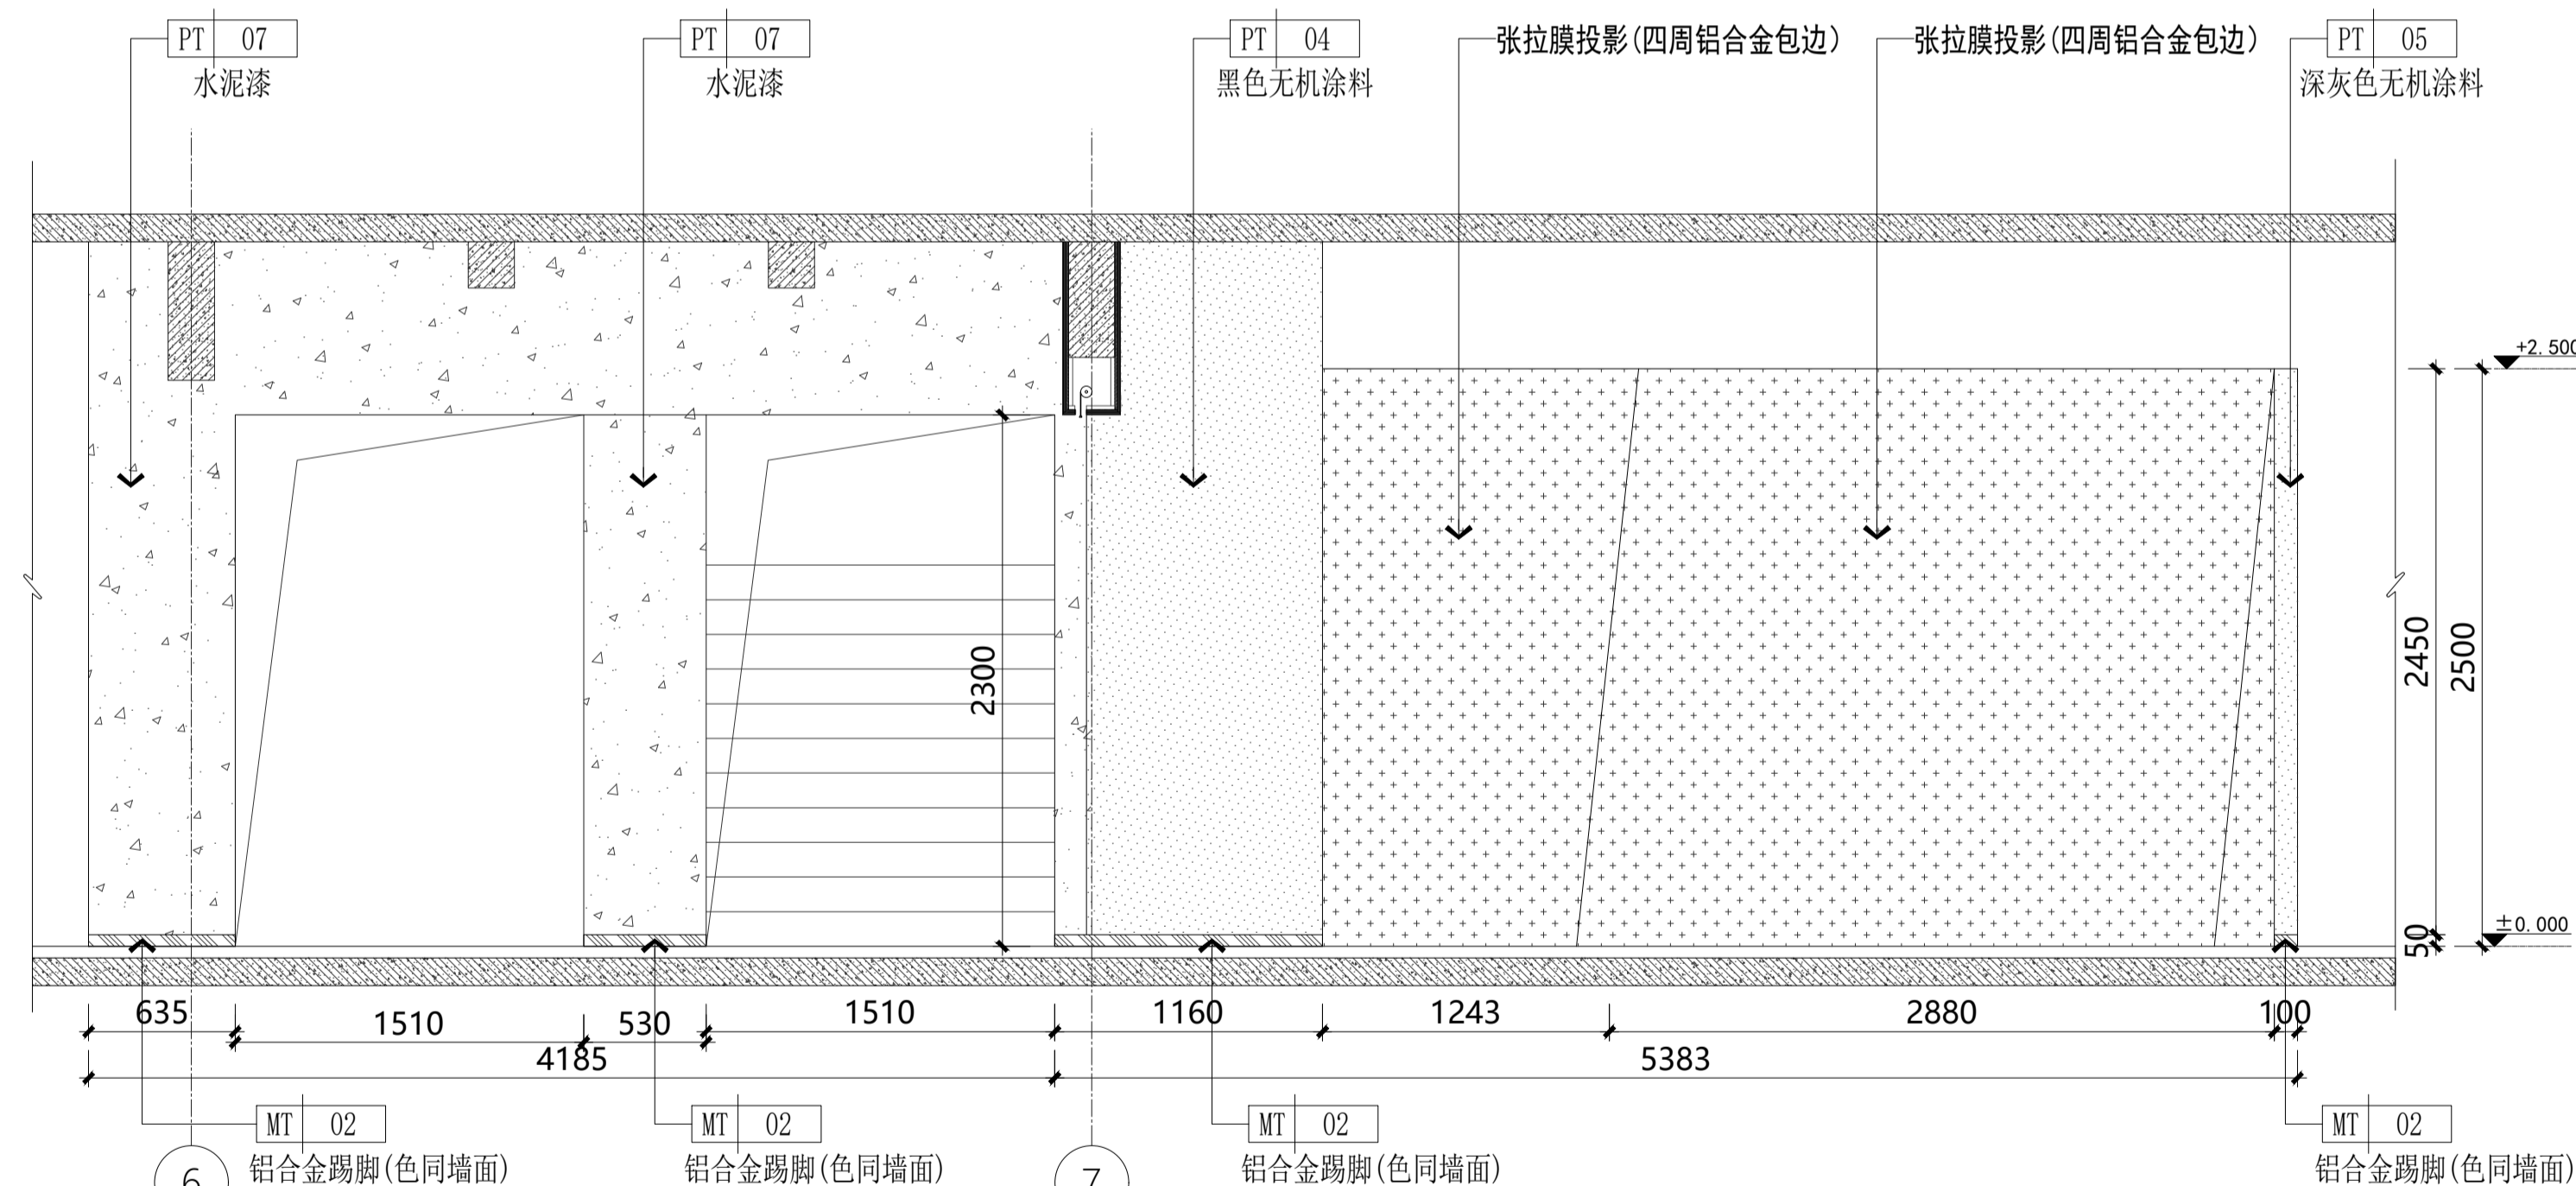 PT 07
水泥漆
PT 07
水泥漆
PT 04
黑色无机涂料
张拉膜投影(四周铝合金包边)
张拉膜投影(四周铝合金包边)
PT 05
深灰色无机涂料
+2.500
2300
2450
2500
50
±0.000
635
1510
530
1510
1160
1243
2880
100
4185
5383
MT 02
铝合金踢脚(色同墙面)
MT 02
铝合金踢脚(色同墙面)
MT 02
铝合金踢脚(色同墙面)
MT 02
铝合金踢脚(色同墙面)
6
7